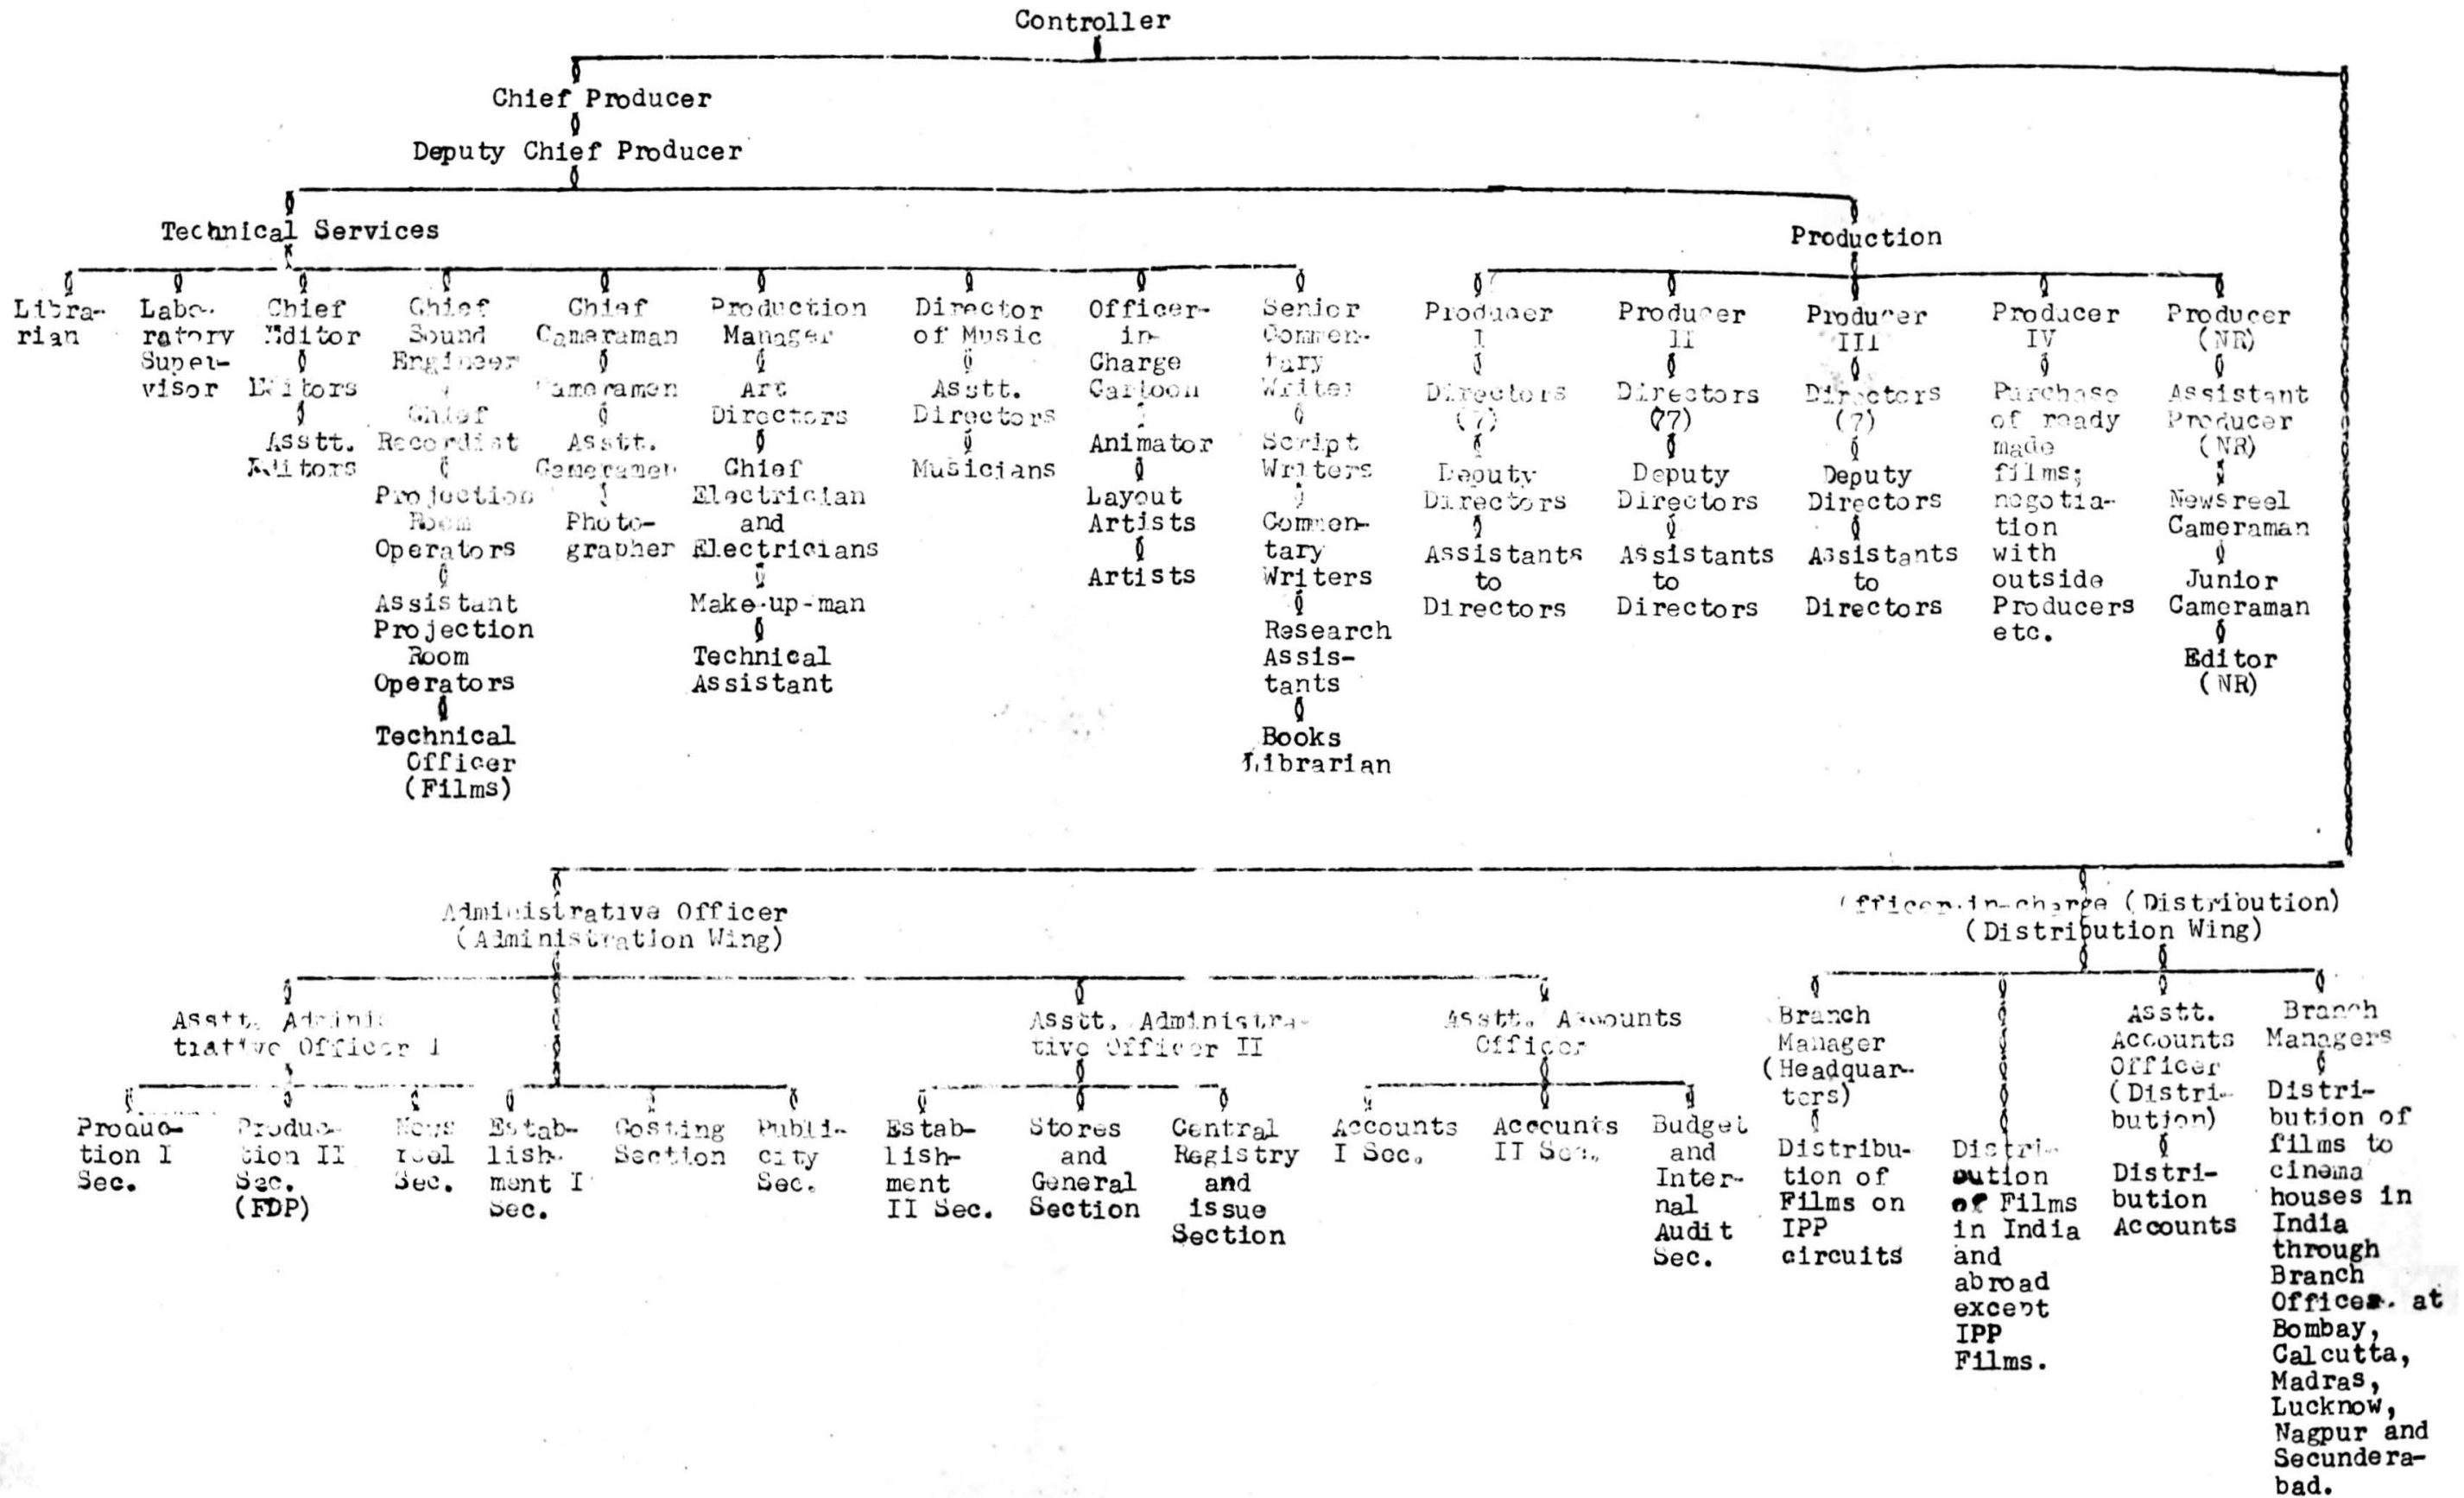 Controller
Chief Producer
Deputy Chief Producer
Technical Services
Production
Libra-
rian
Labo-
ratory
Super-
visor
Chief
Editor
Editors
Asstt.
Editors
Chief
Sound
Engineer
Chief
Recordist
Projection
Room
Operators
Assistant
Projection
Room
Operators
Technical
Officer
(Films)
Chief
Cameraman
Cameramen
Asstt.
Cameramen
Photo-
grapher
Production
Manager
Art
Directors
Chief
Electrician
and
Electricians
Make-up-man
Technical
Assistant
Director
of Music
Asstt.
Directors
Musicians
Officer-
in-
Charge
Cartoon
Animator
Layout
Artists
Artists
Senior
Commen-
tary
Writer
Script
Writers
Commen-
tary
Writers
Research
Assis-
tants
Books
Librarian
Producer
I
Directors
(7)
Deputy
Directors
Assistants
to
Directors
Producer
II
Directors
(77)
Deputy
Directors
Assistants
to
Directors
Producer
III
Directors
(7)
Deputy
Directors
Assistants
to
Directors
Producer
IV
Purchase
of ready
made
films;
negotia-
tion
with
outside
Producers
etc.
Producer
(NR)
Assistant
Producer
(NR)
Newsreel
Cameraman
Junior
Cameraman
Editor
(NR)
Administrative Officer
(Administration Wing)
Officer-in-charge (Distribution)
(Distribution Wing)
Asstt. Adminis-
trative Officer I
Produc-
tion I
Sec.
Produc-
tion II
Sec.
(FDP)
News
reel
Sec.
Estab-
lish-
ment I
Sec.
Costing
Section
Publi-
city
Sec.
Asstt. Administra-
tive Officer II
Estab-
lish-
ment
II Sec.
Stores
and
General
Section
Central
Registry
and
issue
Section
Asstt. Accounts
Officer
Accounts
I Sec.
Accounts
II Sec.
Budget
and
Inter-
nal
Audit
Sec.
Branch
Manager
(Headquar-
ters)
Distribu-
tion of
Films on
IPP
circuits
Distri-
bution
of Films
in India
and
abroad
except
IPP
Films.
Asstt.
Accounts
Officer
(Distri-
bution)
Distri-
bution
Accounts
Branch
Managers
Distri-
bution of
films to
cinema
houses in
India
through
Branch
Offices. at
Bombay,
Calcutta,
Madras,
Lucknow,
Nagpur and
Secundera-
bad.